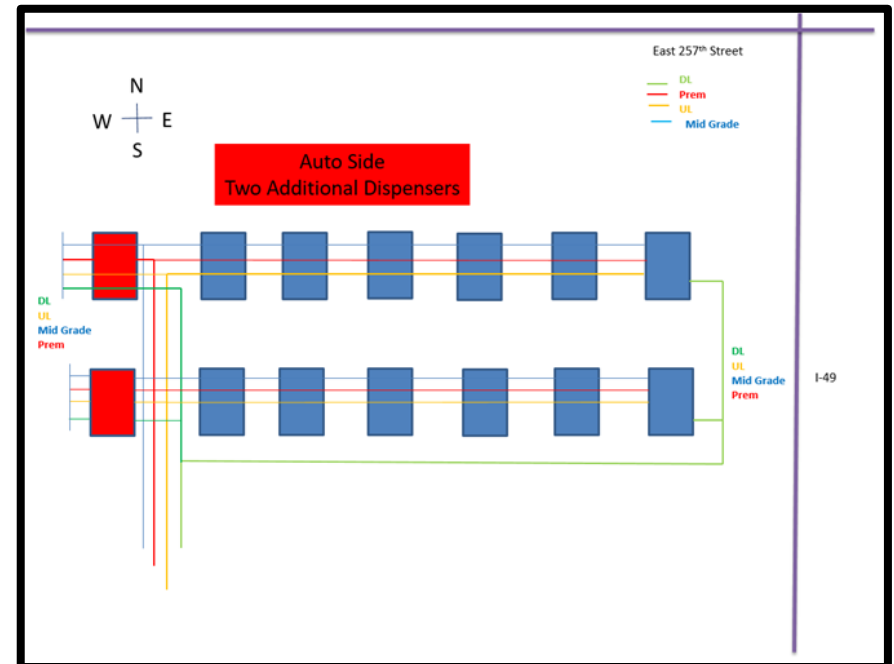 East 257th Street
DL
Prem
UL
Mid Grade
N
W E
S
Auto Side
Two Additional Dispensers
DL
UL
Mid Grade
Prem
DL
UL
Mid Grade
Prem
I-49